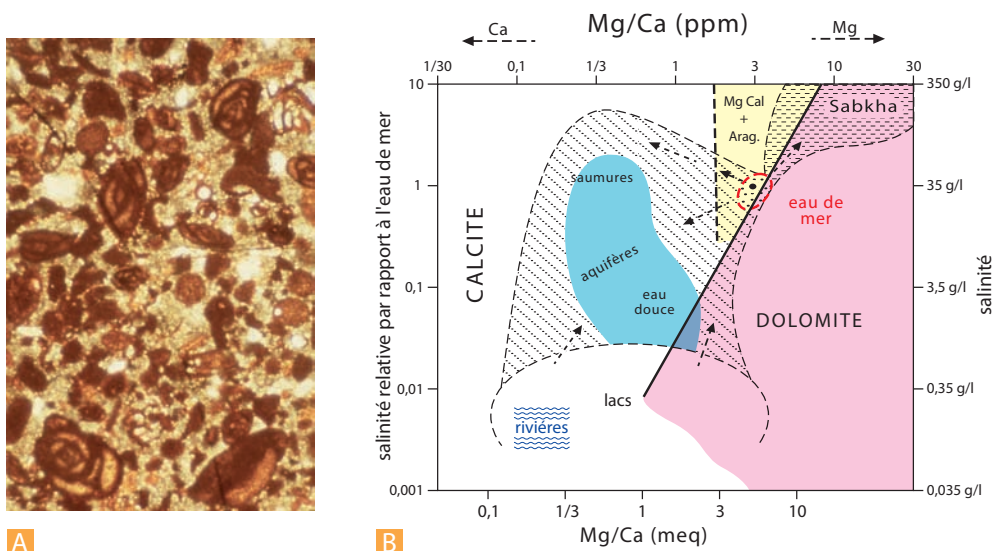 Mg/Ca (ppm)
Ca
Mg
1/30
0,1
1/3
1
3
10
30
10
1
0,1
0,01
0,001
salinité relative par rapport à l'eau de mer
350 g/l
35 g/l
3,5 g/l
0,35 g/l
0,035 g/l
salinité
Mg Cal
+
Arag.
Sabkha
saumures
eau de
mer
CALCITE
aquifères
eau
douce
DOLOMITE
lacs
riviéres
0,1
1/3
1
3
10
Mg/Ca (meq)
A
B